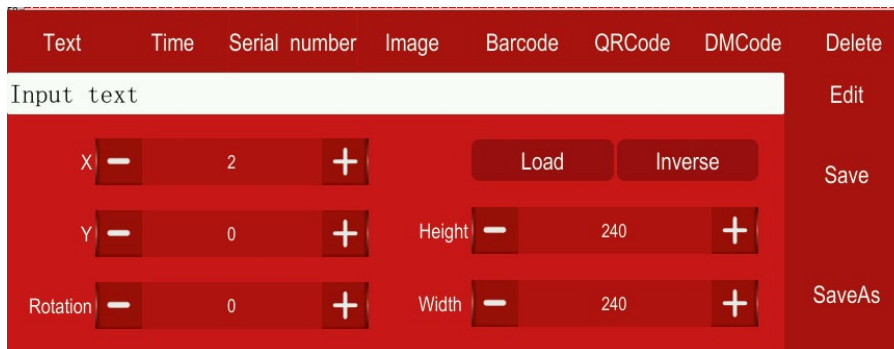 Text Time Serial number Image Barcode QRCode DMCode Delete
Input text Edit
X - 2 + Load Inverse Save
Y - 0 + Height - 240 +
Rotation - 0 + Width - 240 + SaveAs